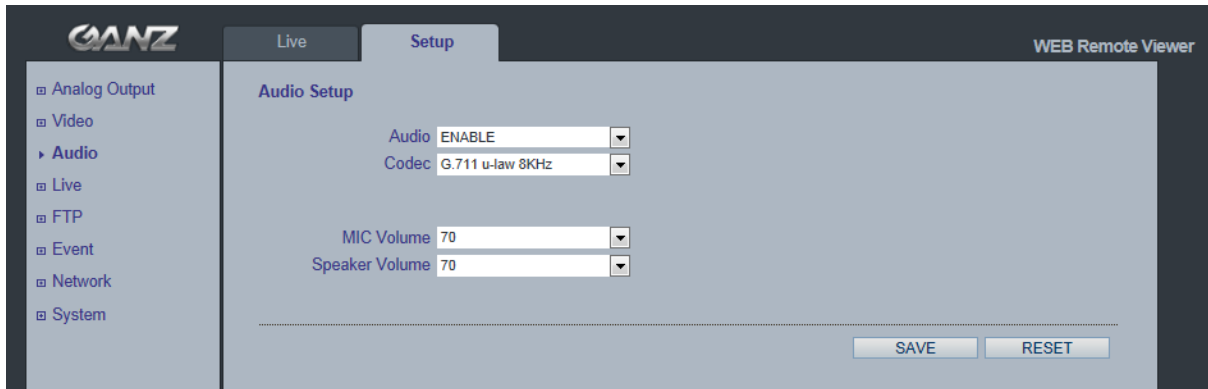 GANZ
Live
Setup
WEB Remote Viewer
Analog Output
Video
Audio
Live
FTP
Event
Network
System
Audio Setup
Audio ENABLE
Codec G.711 u-law 8KHz
MIC Volume 70
Speaker Volume 70
SAVE
RESET